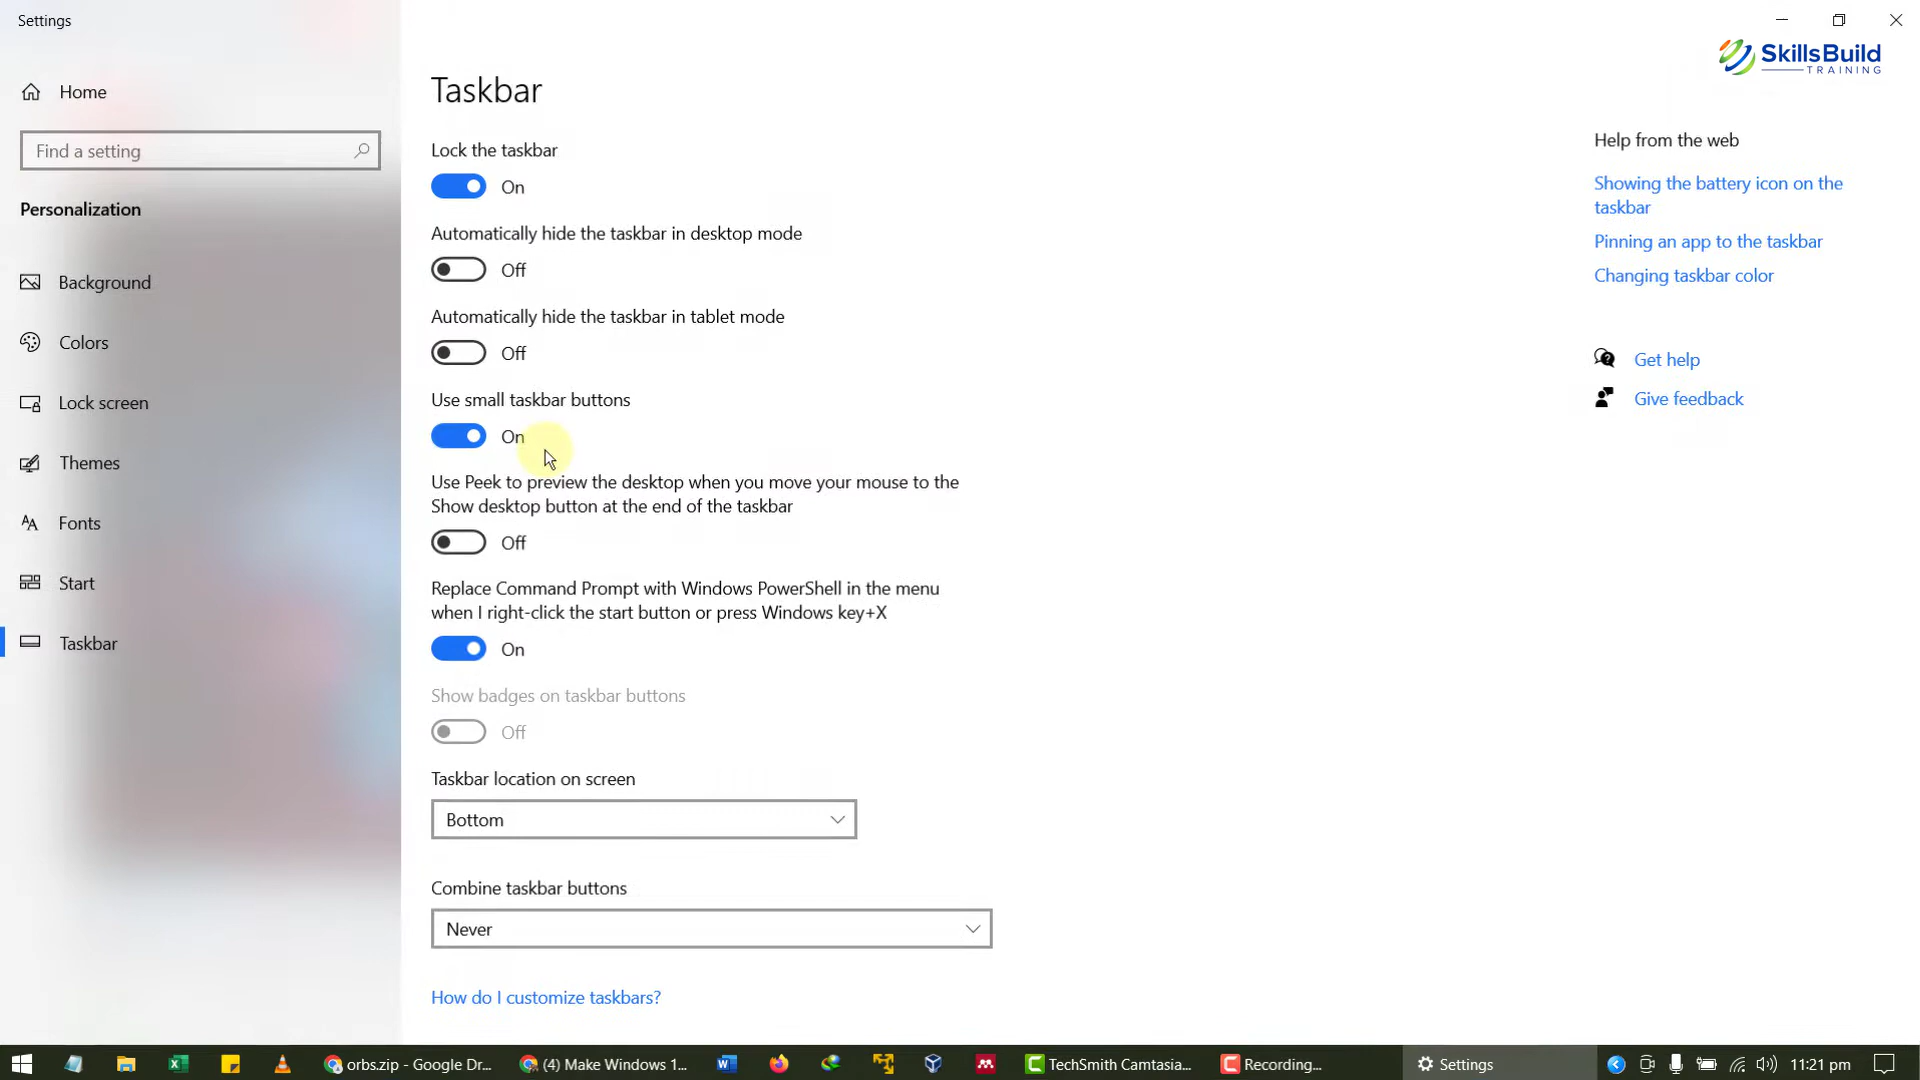 Settings
SkillsBuild
TRAINING
Home
Find a setting
Personalization
Background
Colors
Lock screen
Themes
Fonts
Start
Taskbar
Taskbar
Lock the taskbar
On
Automatically hide the taskbar in desktop mode
Off
Automatically hide the taskbar in tablet mode
Off
Use small taskbar buttons
On
Use Peek to preview the desktop when you move your mouse to the
Show desktop button at the end of the taskbar
Off
Replace Command Prompt with Windows PowerShell in the menu
when I right-click the start button or press Windows key+X
On
Show badges on taskbar buttons
Off
Taskbar location on screen
Bottom
Combine taskbar buttons
Never
How do I customize taskbars?
Help from the web
Showing the battery icon on the
taskbar
Pinning an app to the taskbar
Changing taskbar color
Get help
Give feedback
orbs.zip - Google Dr... (4) Make Windows 1... TechSmith Camtasia... Recording... Settings 11:21 pm